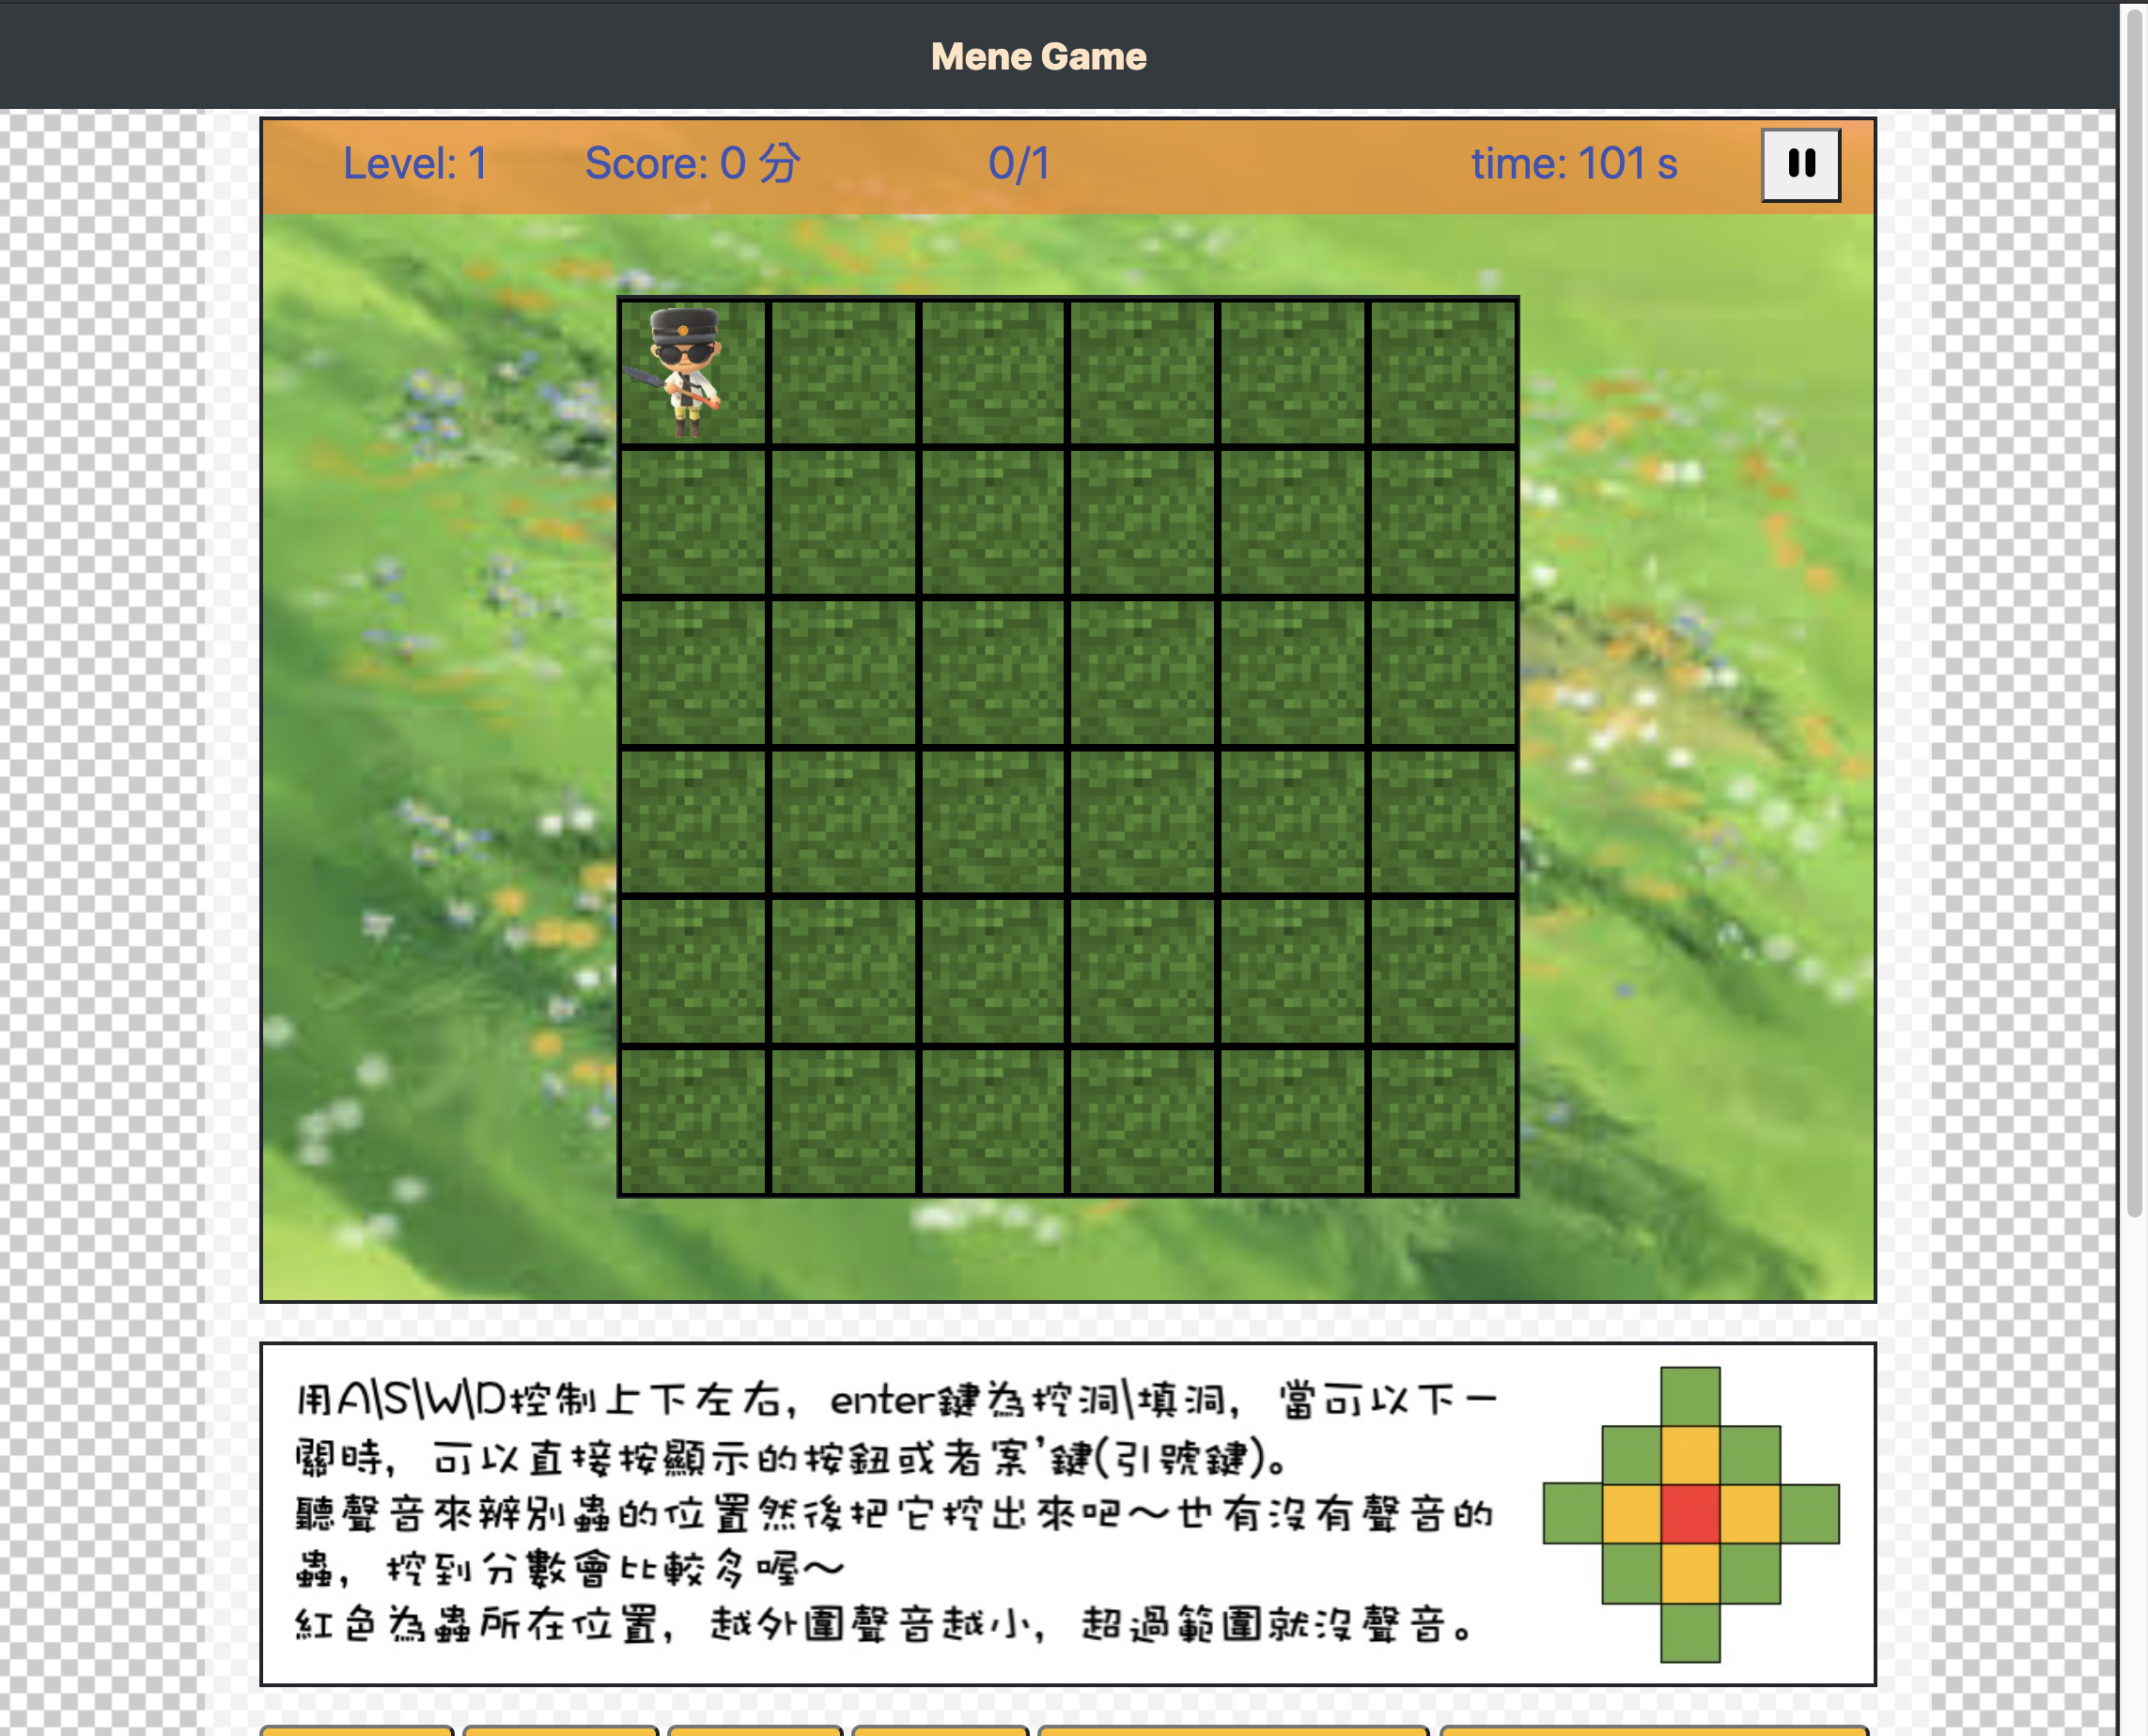 Mene Game
Level: 1 Score: 0 分 0/1 time: 101 s
用A\S\W\D控制上下左右，enter鍵為挖洞\填洞，當可以下一
關時，可以直接按顯示的按鈕或者案’鍵(引號鍵)。
聽聲音來辨別蟲的位置然後把它挖出來吧～也有沒有聲音的
蟲，挖到分數會比較多喔～
紅色為蟲所在位置，越外圍聲音越小，超過範圍就沒聲音。